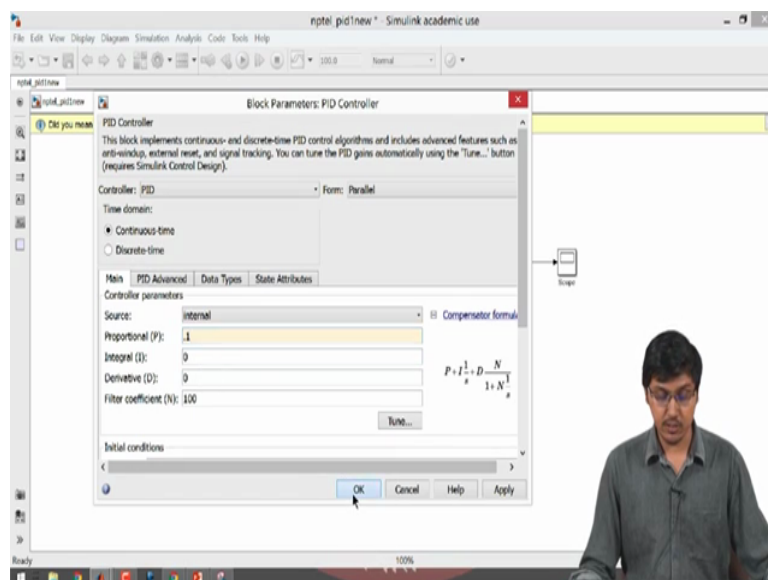 nptel_pid1new * - Simulink academic use
File Edit View Display Diagram Simulation Analysis Code Tools Help
100.0 Normal
nptel_pid1new
nptel_pid1new
Did you mean
Block Parameters: PID Controller
PID Controller
This block implements continuous- and discrete-time PID control algorithms and includes advanced features such as
anti-windup, external reset, and signal tracking. You can tune the PID gains automatically using the 'Tune...' button
(requires Simulink Control Design).
Controller: PID Form: Parallel
Time domain:
Continuous-time
Discrete-time
Main PID Advanced Data Types State Attributes
Controller parameters
Source: internal Compensator formula
Proportional (P): .1
Integral (I): 0
Derivative (D): 0
P+I 1/s +D N/(1+N 1/s)
Filter coefficient (N): 100
Tune...
Initial conditions
OK Cancel Help Apply
Scope
Ready 100%